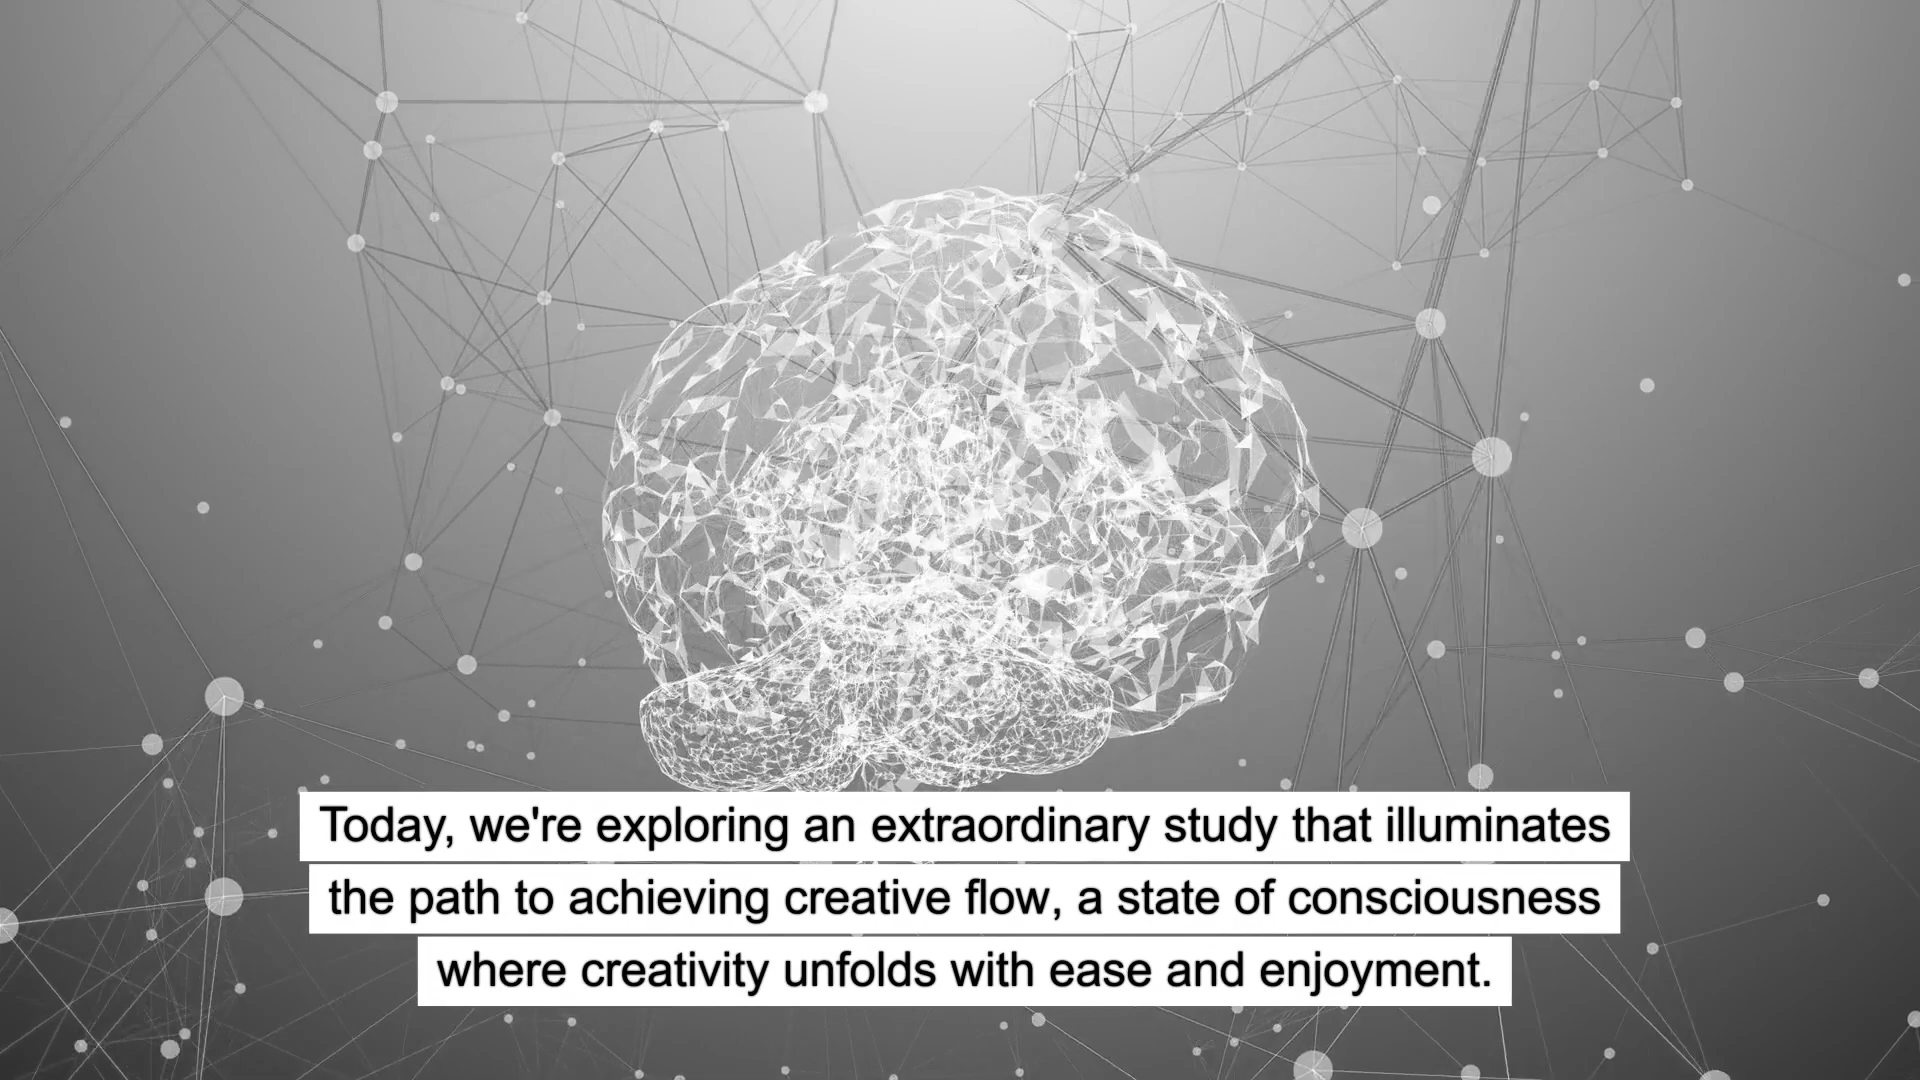 Today, we're exploring an extraordinary study that illuminates
the path to achieving creative flow, a state of consciousness
where creativity unfolds with ease and enjoyment.